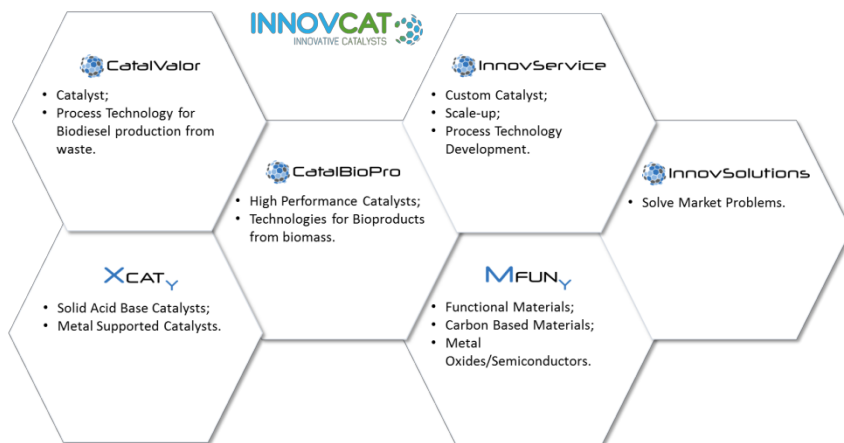 INNOVCAT
INNOVATIVE CATALYSTS
CatalValor
• Catalyst;
• Process Technology for
Biodiesel production from
waste.
InnovService
• Custom Catalyst;
• Scale-up;
• Process Technology
Development.
CatalBioPro
• High Performance Catalysts;
• Technologies for Bioproducts
from biomass.
InnovSolutions
• Solve Market Problems.
XCATY
• Solid Acid Base Catalysts;
• Metal Supported Catalysts.
MFUNY
• Functional Materials;
• Carbon Based Materials;
• Metal
Oxides/Semiconductors.